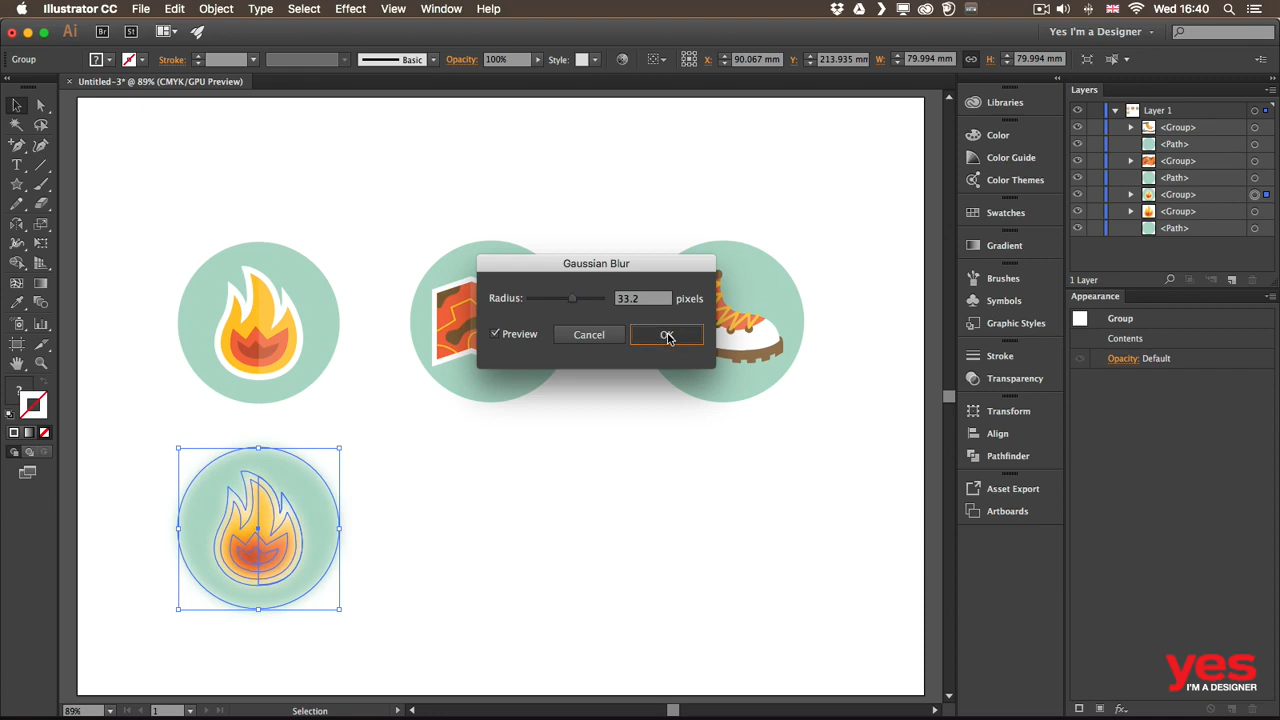 Illustrator CC File Edit Object Type Select Effect View Window Help Wed 16:40
Ai Br St Yes I'm a Designer
Group ? Stroke: Basic Opacity: 100% Style: X: 90.067 mm Y: 213.935 mm W: 79.994 mm H: 79.994 mm
× Untitled-3* @ 89% (CMYK/GPU Preview)
Layers
Libraries
Layer 1
<Group>
Color
<Path>
Color Guide
<Group>
Color Themes
<Path>
<Group>
Swatches
<Group>
<Path>
Gradient
Gaussian Blur
Brushes
1 Layer
Radius: 33.2 pixels
Symbols
Appearance
Graphic Styles
Group
Preview Cancel OK
Contents
Stroke
Opacity: Default
Transform
Align
Pathfinder
Asset Export
Artboards
?
yes
I'M A DESIGNER
89% 1 Selection
fx